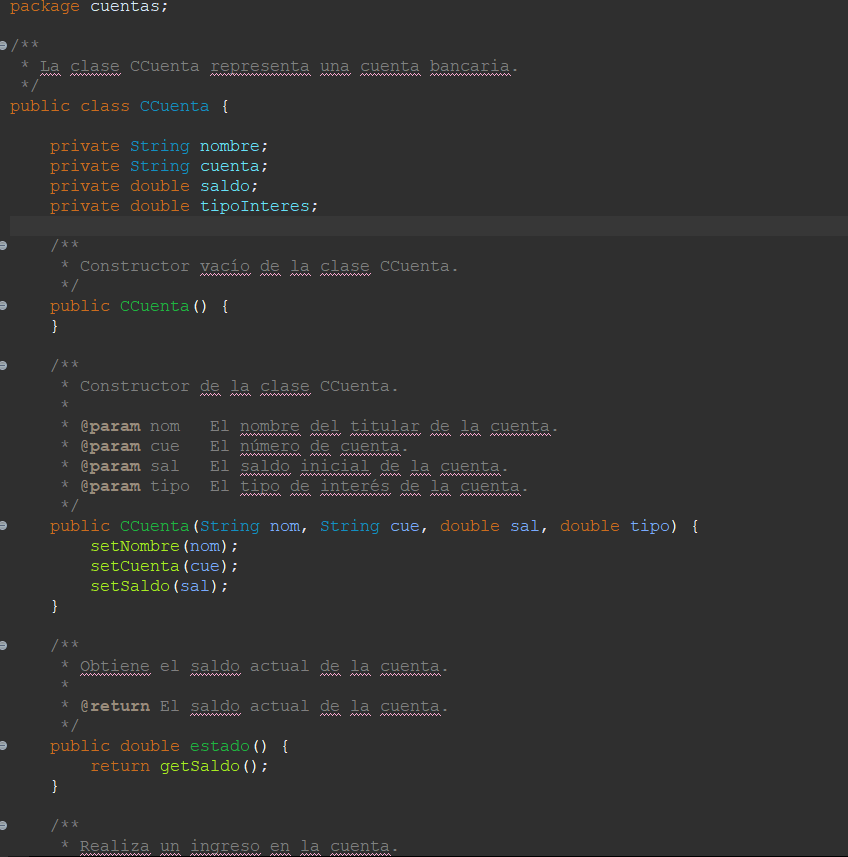 package cuentas;
/**
 * La clase CCuenta representa una cuenta bancaria.
 */
public class CCuenta {
    private String nombre;
    private String cuenta;
    private double saldo;
    private double tipoInteres;
    /**
     * Constructor vacío de la clase CCuenta.
     */
    public CCuenta() {
    }
    /**
     * Constructor de la clase CCuenta.
     *
     * @param nom   El nombre del titular de la cuenta.
     * @param cue   El número de cuenta.
     * @param sal   El saldo inicial de la cuenta.
     * @param tipo  El tipo de interés de la cuenta.
     */
    public CCuenta(String nom, String cue, double sal, double tipo) {
        setNombre(nom);
        setCuenta(cue);
        setSaldo(sal);
    }
    /**
     * Obtiene el saldo actual de la cuenta.
     *
     * @return El saldo actual de la cuenta.
     */
    public double estado() {
        return getSaldo();
    }
    /**
     * Realiza un ingreso en la cuenta.